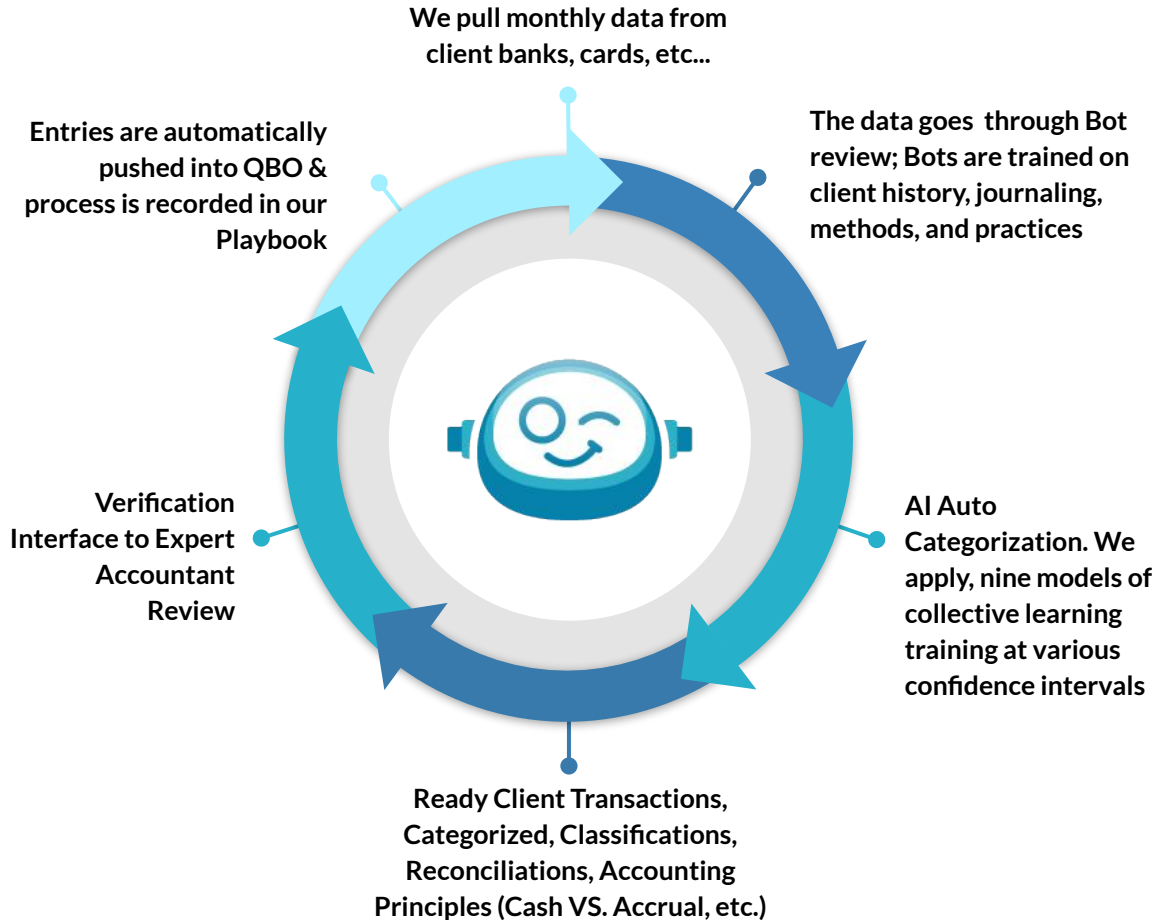 We pull monthly data from
client banks, cards, etc...
The data goes through Bot
review; Bots are trained on
client history, journaling,
methods, and practices
AI Auto
Categorization. We
apply, nine models of
collective learning
training at various
confidence intervals
Ready Client Transactions,
Categorized, Classifications,
Reconciliations, Accounting
Principles (Cash VS. Accrual, etc.)
Verification
Interface to Expert
Accountant
Review
Entries are automatically
pushed into QBO &
process is recorded in our
Playbook